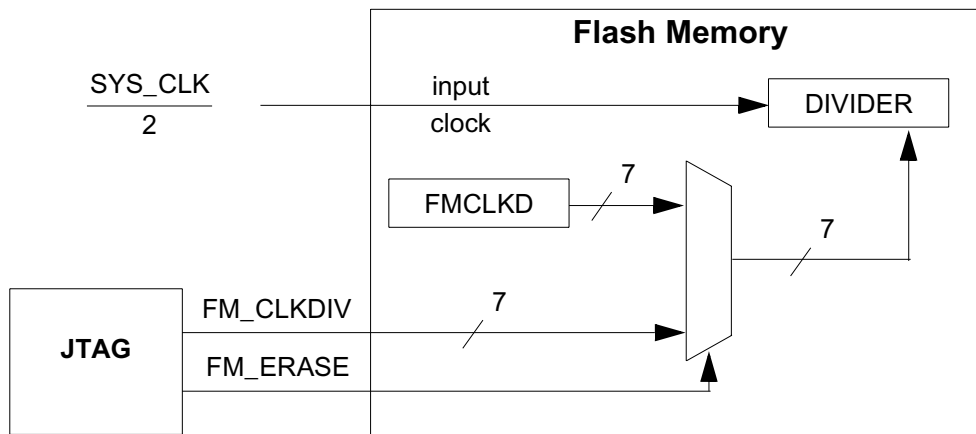 Flash Memory
SYS_CLK
2
input
clock
DIVIDER
FMCLKD
7
7
JTAG
FM_CLKDIV
7
FM_ERASE